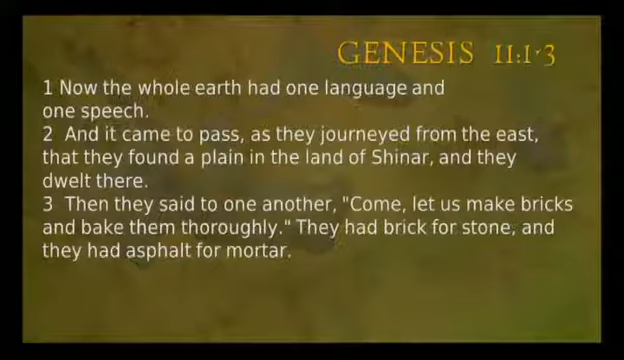 GENESIS 11:1-3
1 Now the whole earth had one language and
one speech.
2 And it came to pass, as they journeyed from the east,
that they found a plain in the land of Shinar, and they
dwelt there.
3 Then they said to one another, "Come, let us make bricks
and bake them thoroughly." They had brick for stone, and
they had asphalt for mortar.